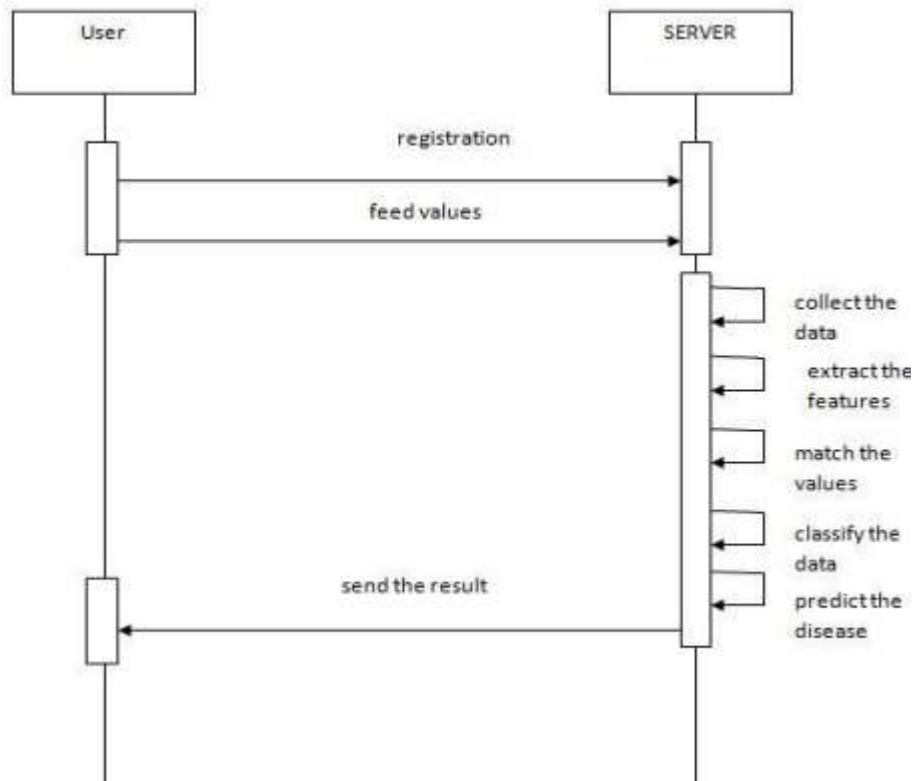 User
SERVER
registration
feed values
collect the
data
extract the
features
match the
values
classify the
data
send the result
predict the
disease